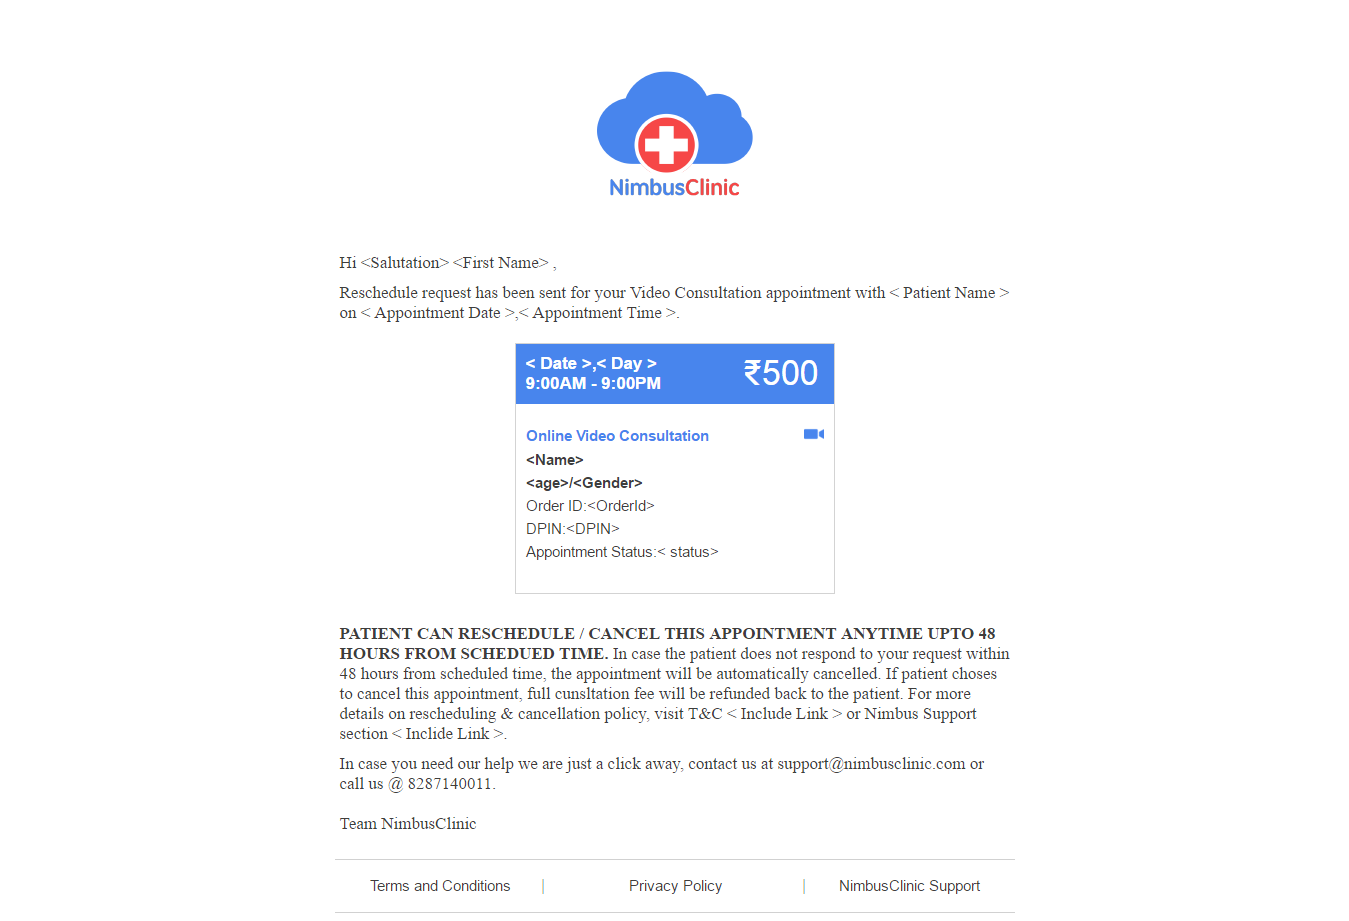 NimbusClinic
Hi <Salutation> <First Name> ,
Reschedule request has been sent for your Video Consultation appointment with < Patient Name >
on < Appointment Date >,< Appointment Time >.
< Date >,< Day >
9:00AM - 9:00PM
₹500
Online Video Consultation
<Name>
<age>/<Gender>
Order ID:<OrderId>
DPIN:<DPIN>
Appointment Status:< status>
PATIENT CAN RESCHEDULE / CANCEL THIS APPOINTMENT ANYTIME UPTO 48
HOURS FROM SCHEDUED TIME. In case the patient does not respond to your request within
48 hours from scheduled time, the appointment will be automatically cancelled. If patient choses
to cancel this appointment, full cunsltation fee will be refunded back to the patient. For more
details on rescheduling & cancellation policy, visit T&C < Include Link > or Nimbus Support
section < Inclide Link >.
In case you need our help we are just a click away, contact us at support@nimbusclinic.com or
call us @ 8287140011.
Team NimbusClinic
Terms and Conditions | Privacy Policy | NimbusClinic Support